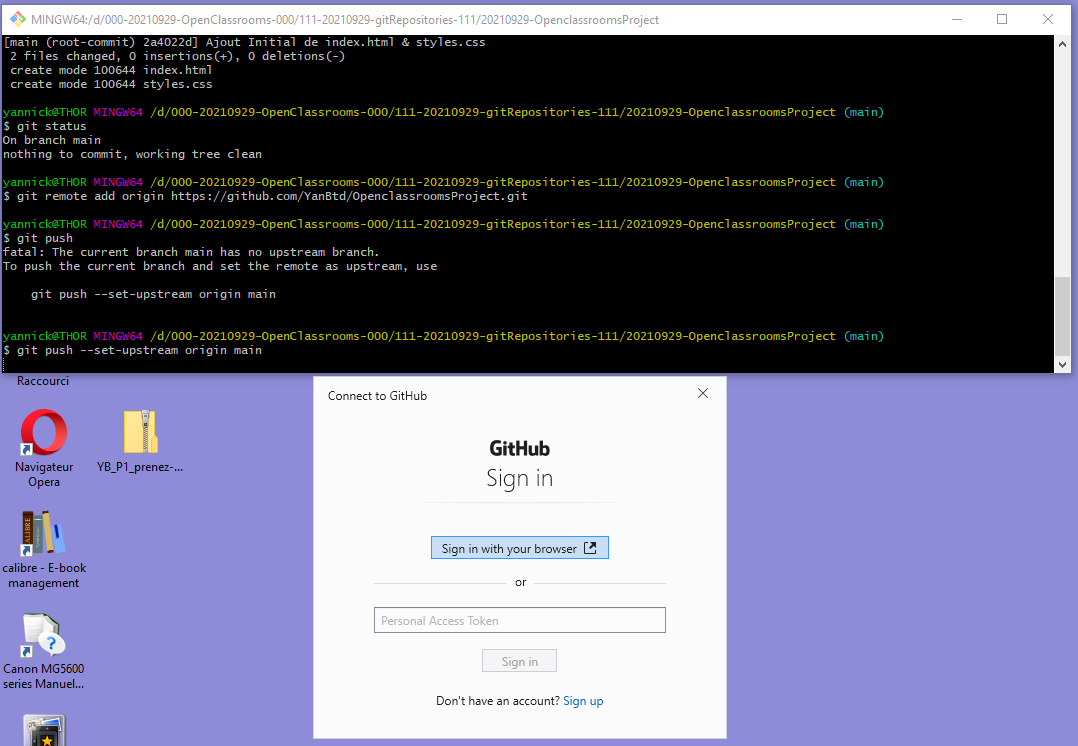 MINGW64:/d/000-20210929-OpenClassrooms-000/111-20210929-gitRepositories-111/20210929-OpenclassroomsProject
[main (root-commit) 2a4022d] Ajout Initial de index.html & styles.css
 2 files changed, 0 insertions(+), 0 deletions(-)
 create mode 100644 index.html
 create mode 100644 styles.css
yannick@THOR MINGW64 /d/000-20210929-OpenClassrooms-000/111-20210929-gitRepositories-111/20210929-OpenclassroomsProject (main)
$ git status
On branch main
nothing to commit, working tree clean
yannick@THOR MINGW64 /d/000-20210929-OpenClassrooms-000/111-20210929-gitRepositories-111/20210929-OpenclassroomsProject (main)
$ git remote add origin https://github.com/YanBtd/OpenclassroomsProject.git
yannick@THOR MINGW64 /d/000-20210929-OpenClassrooms-000/111-20210929-gitRepositories-111/20210929-OpenclassroomsProject (main)
$ git push
fatal: The current branch main has no upstream branch.
To push the current branch and set the remote as upstream, use
    git push --set-upstream origin main
yannick@THOR MINGW64 /d/000-20210929-OpenClassrooms-000/111-20210929-gitRepositories-111/20210929-OpenclassroomsProject (main)
$ git push --set-upstream origin main
Raccourci
Navigateur
Opera
YB_P1_prenez-...
CALIBRE
calibre - E-book
management
Canon MG5600
series Manuel...
Connect to GitHub
GitHub
Sign in
Sign in with your browser
or
Personal Access Token
Sign in
Don't have an account? Sign up